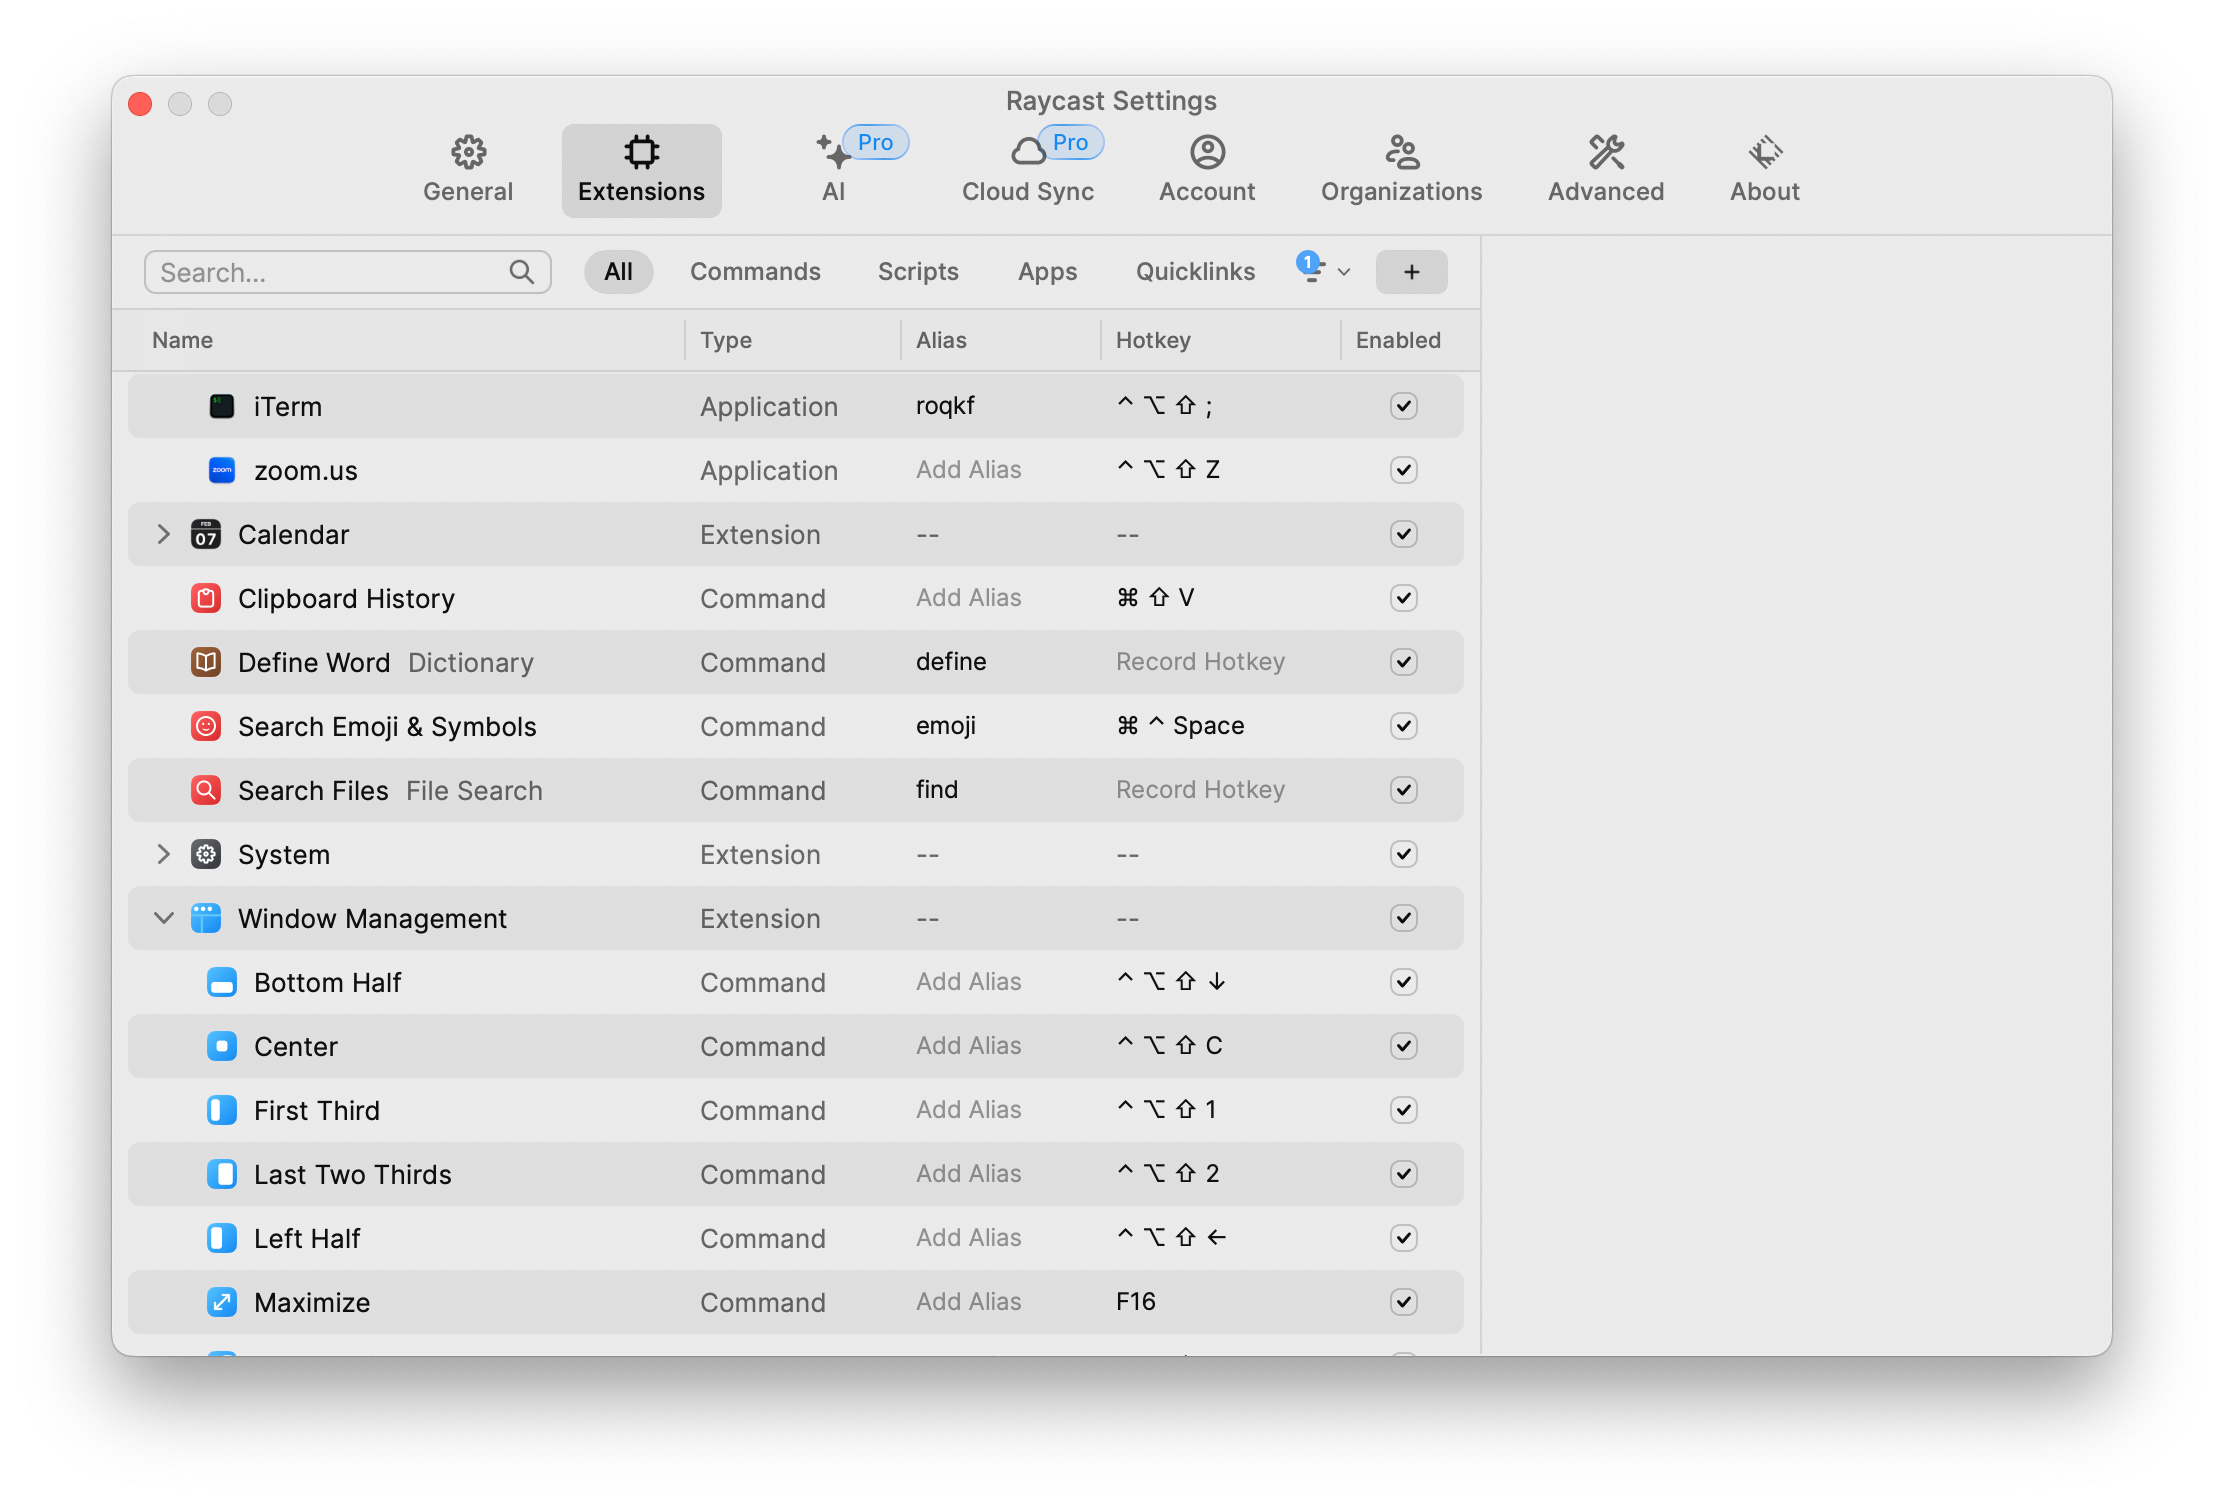 Raycast Settings
General Extensions AI Pro Cloud Sync Pro Account Organizations Advanced About
Search... All Commands Scripts Apps Quicklinks 1 +
Name Type Alias Hotkey Enabled
iTerm Application roqkf ^ ⌥ ⇧ ;
zoom zoom.us Application Add Alias ^ ⌥ ⇧ Z
FEB 07 Calendar Extension -- --
Clipboard History Command Add Alias ⌘ ⇧ V
Define Word Dictionary Command define Record Hotkey
Search Emoji & Symbols Command emoji ⌘ ^ Space
Search Files File Search Command find Record Hotkey
System Extension -- --
Window Management Extension -- --
Bottom Half Command Add Alias ^ ⌥ ⇧ ↓
Center Command Add Alias ^ ⌥ ⇧ C
First Third Command Add Alias ^ ⌥ ⇧ 1
Last Two Thirds Command Add Alias ^ ⌥ ⇧ 2
Left Half Command Add Alias ^ ⌥ ⇧ ←
Maximize Command Add Alias F16